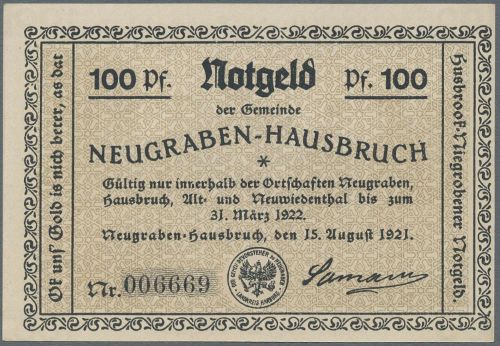 100 Pf. Notgeld Pf. 100
der Gemeinde
NEUGRABEN-HAUSBRUCH
*
Gültig nur innerhalb der Ortschaften Neugraben,
Hausbruch, Alt- und Neuwiedenthal bis zum
31. März 1922.
Neugraben-Hausbruch, den 15. August 1921.
Nr. 006669
Ok uns' Gold is nich beter, as dat
Husbrook-Niegrobener Notgeld.